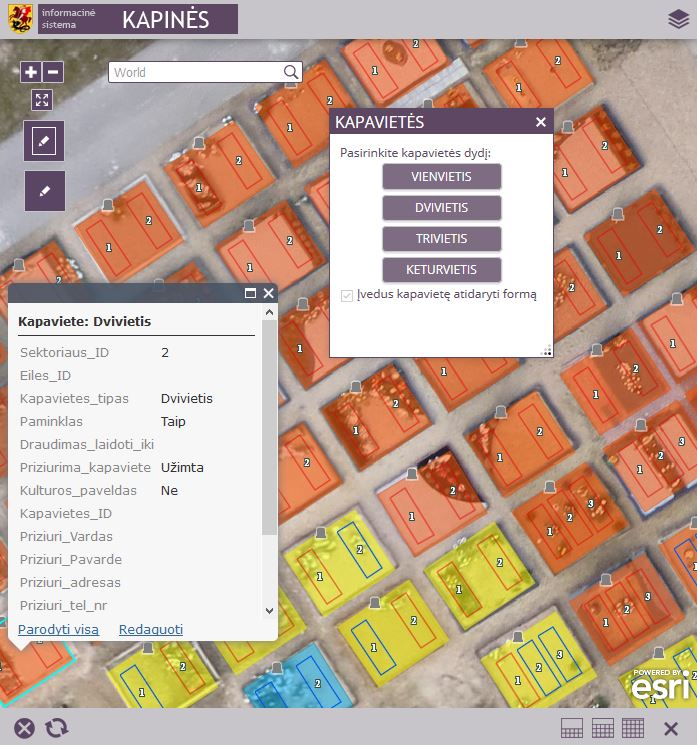 informacinė
sistema
KAPINĖS
World
KAPAVIETĖS
Pasirinkite kapavietės dydį:
VIENVIETIS
DVIVIETIS
TRIVIETIS
KETURVIETIS
Įvedus kapavietę atidaryti formą
Kapaviete: Dvivietis
Sektoriaus_ID 2
Eiles_ID
Kapavietes_tipas Dvivietis
Paminklas Taip
Draudimas_laidoti_iki
Priziurima_kapaviete Užimta
Kulturos_paveldas Ne
Kapavietes_ID
Priziuri_Vardas
Priziuri_Pavarde
Priziuri_adresas
Priziuri_tel_nr
Parodyti visą Redaguoti
POWERED BY
esri